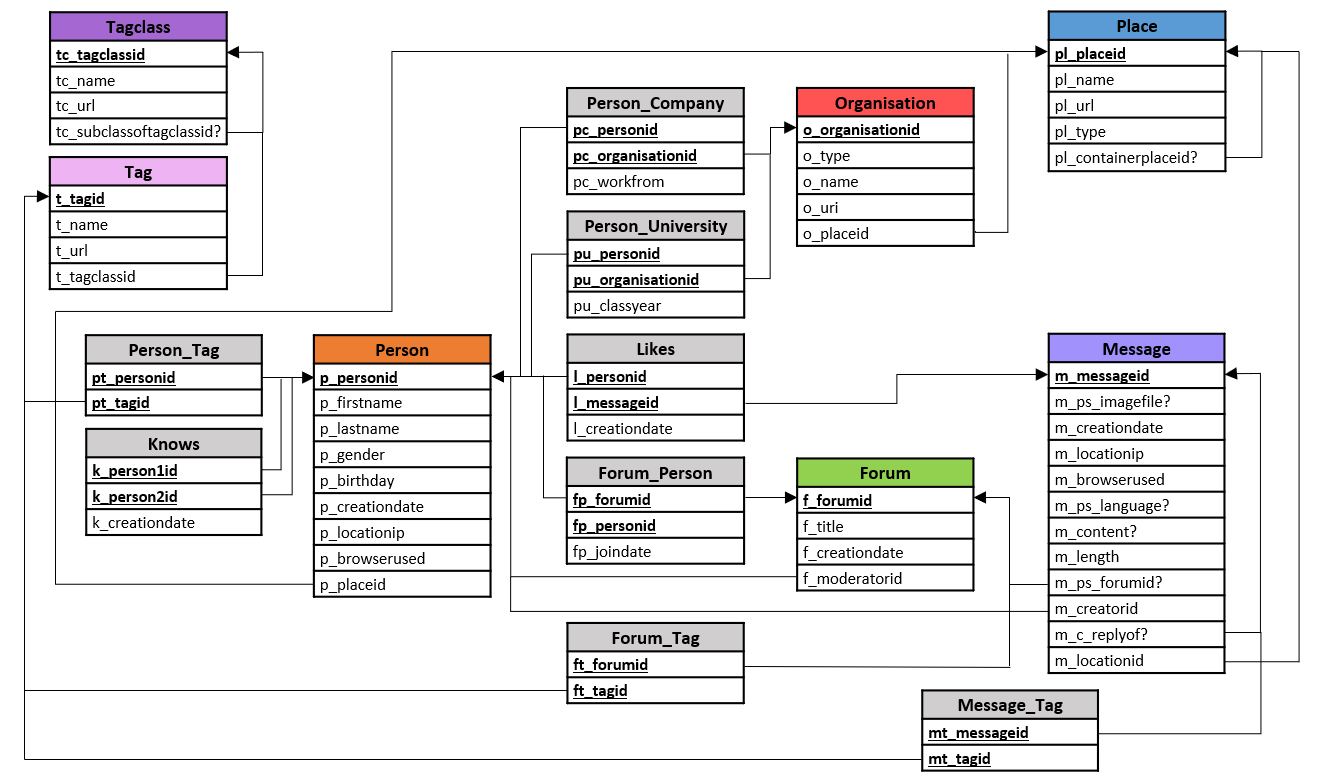 Tagclass
tc_tagclassid
tc_name
tc_url
tc_subclassoftagclassid?
Tag
t_tagid
t_name
t_url
t_tagclassid
Place
pl_placeid
pl_name
pl_url
pl_type
pl_containerplaceid?
Person_Company
pc_personid
pc_organisationid
pc_workfrom
Organisation
o_organisationid
o_type
o_name
o_uri
o_placeid
Person_University
pu_personid
pu_organisationid
pu_classyear
Person_Tag
pt_personid
pt_tagid
Knows
k_person1id
k_person2id
k_creationdate
Person
p_personid
p_firstname
p_lastname
p_gender
p_birthday
p_creationdate
p_locationip
p_browserused
p_placeid
Likes
l_personid
l_messageid
l_creationdate
Forum_Person
fp_forumid
fp_personid
fp_joindate
Forum
f_forumid
f_title
f_creationdate
f_moderatorid
Message
m_messageid
m_ps_imagefile?
m_creationdate
m_locationip
m_browserused
m_ps_language?
m_content?
m_length
m_ps_forumid?
m_creatorid
m_c_replyof?
m_locationid
Forum_Tag
ft_forumid
ft_tagid
Message_Tag
mt_messageid
mt_tagid